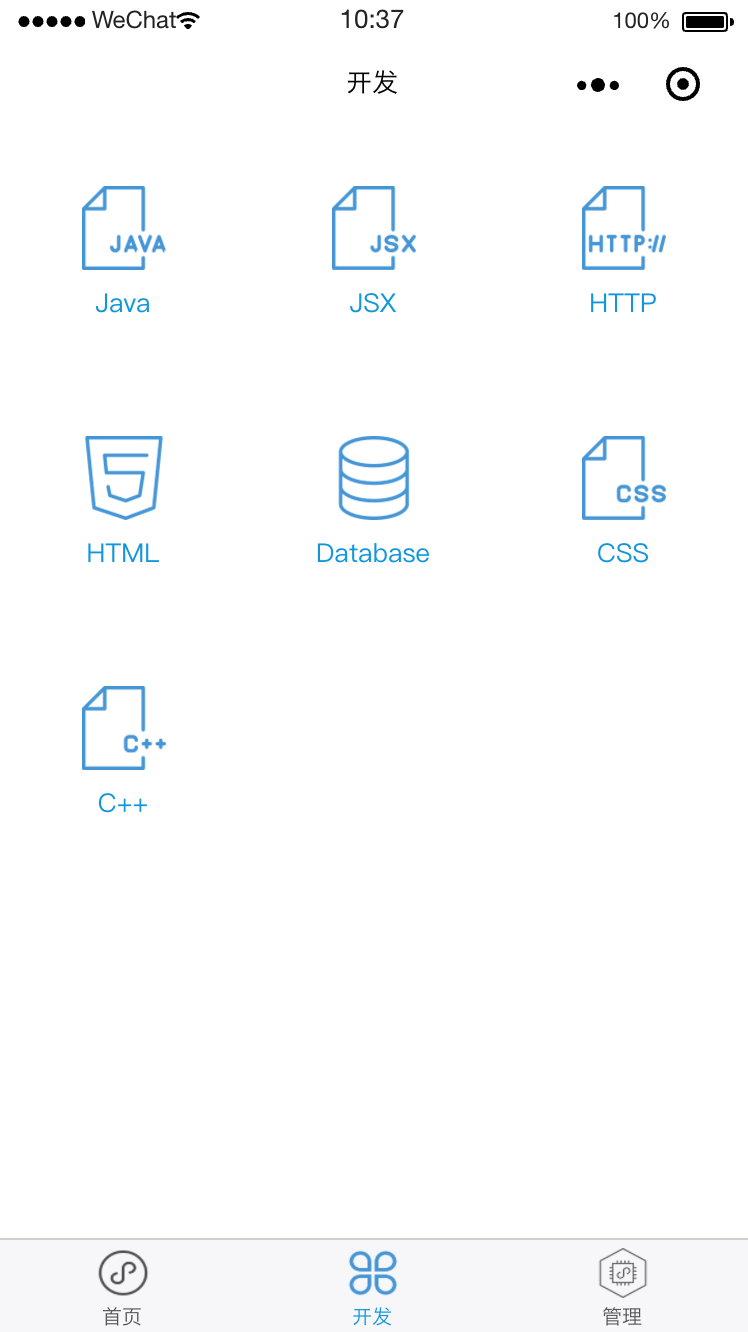 WeChat 10:37 100%
开发
JAVA JSX HTTP://
Java JSX HTTP
CSS
HTML Database CSS
C++
C++
首页 开发 管理